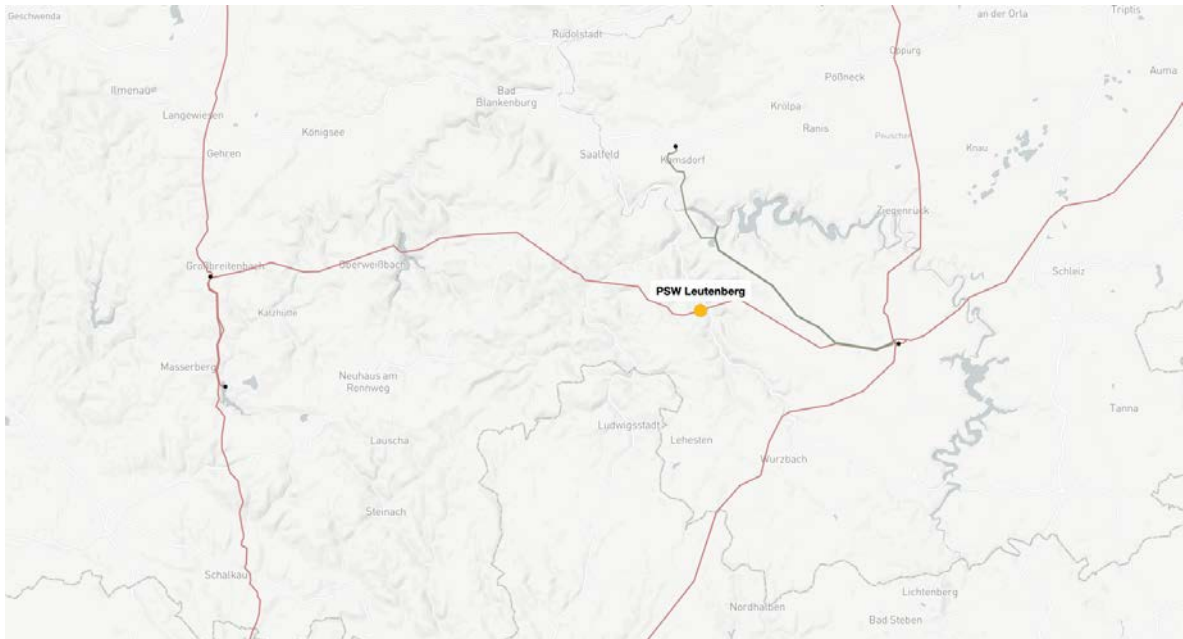 Geschwenda
an der Orla
Triptis
Rudolstadt
Oppurg
Pößneck
Auma
Ilmenau
Bad
Blankenburg
Krölpa
Langewiesen
Königsee
Ranis
Peuschen
Knau
Gehren
Saalfeld
Kamsdorf
Ziegenrück
Großbreitenbach
Oberweißbach
Schleiz
PSW Leutenberg
Katzhütte
Masserberg
Neuhaus am
Rennweg
Tanna
Ludwigsstadt
Lauscha
Lehesten
Wurzbach
Steinach
Schalkau
Lichtenberg
Nordhalben
Bad Steben